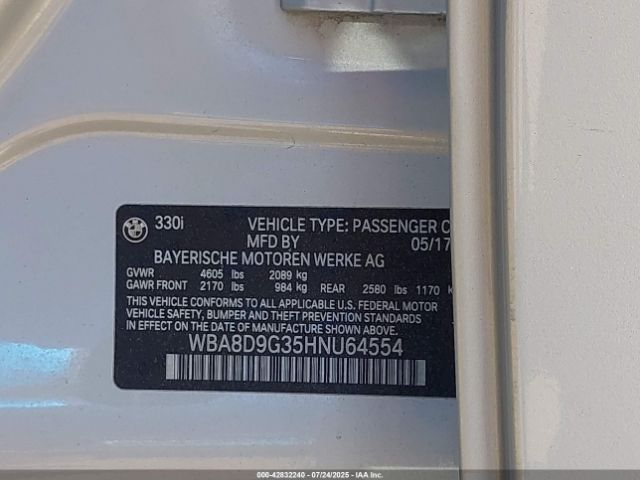 330i VEHICLE TYPE: PASSENGER C
MFD BY 05/17
BAYERISCHE MOTOREN WERKE AG
GVWR 4605 lbs 2089 kg
GAWR FRONT 2170 lbs 984 kg REAR 2580 lbs 1170 K
THIS VEHICLE CONFORMS TO ALL APPLICABLE U.S. FEDERAL MOTOR
VEHICLE SAFETY, BUMPER AND THEFT PREVENTION STANDARDS
IN EFFECT ON THE DATE OF MANUFACTURE SHOWN ABOVE.
WBA8D9G35HNU64554
000-42832240 - 07/24/2025 - IAAI.COM